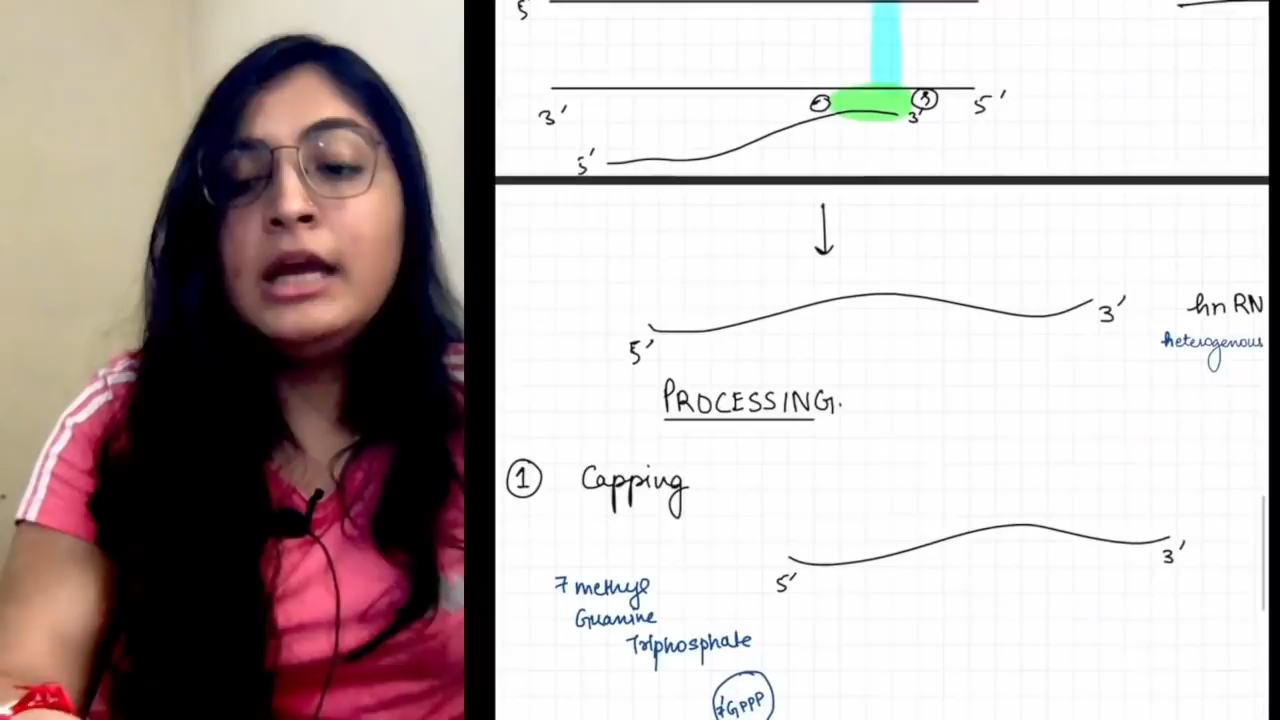 5'
3'
5'
3'
5'
3'
hn RN
heterogenous
5'
PROCESSING.
1 Capping
3'
5'
7 methyl
Guanine
Triphosphate
7GPPP